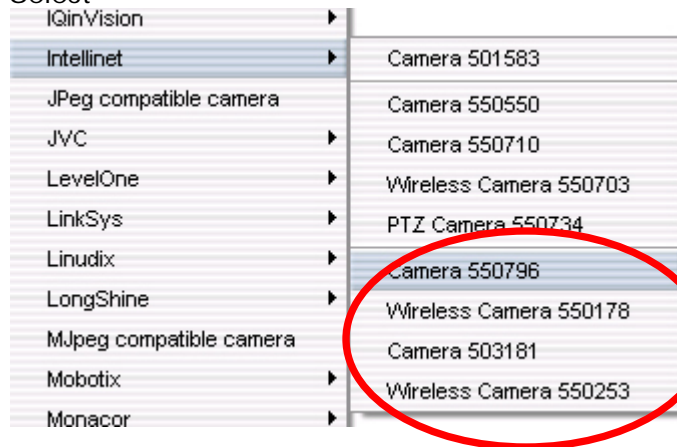 Select
IQinVision
Intellinet
JPeg compatible camera
JVC
LevelOne
LinkSys
Linudix
LongShine
MJpeg compatible camera
Mobotix
Monacor
Camera 501583
Camera 550550
Camera 550710
Wireless Camera 550703
PTZ Camera 550734
Camera 550796
Wireless Camera 550178
Camera 503181
Wireless Camera 550253